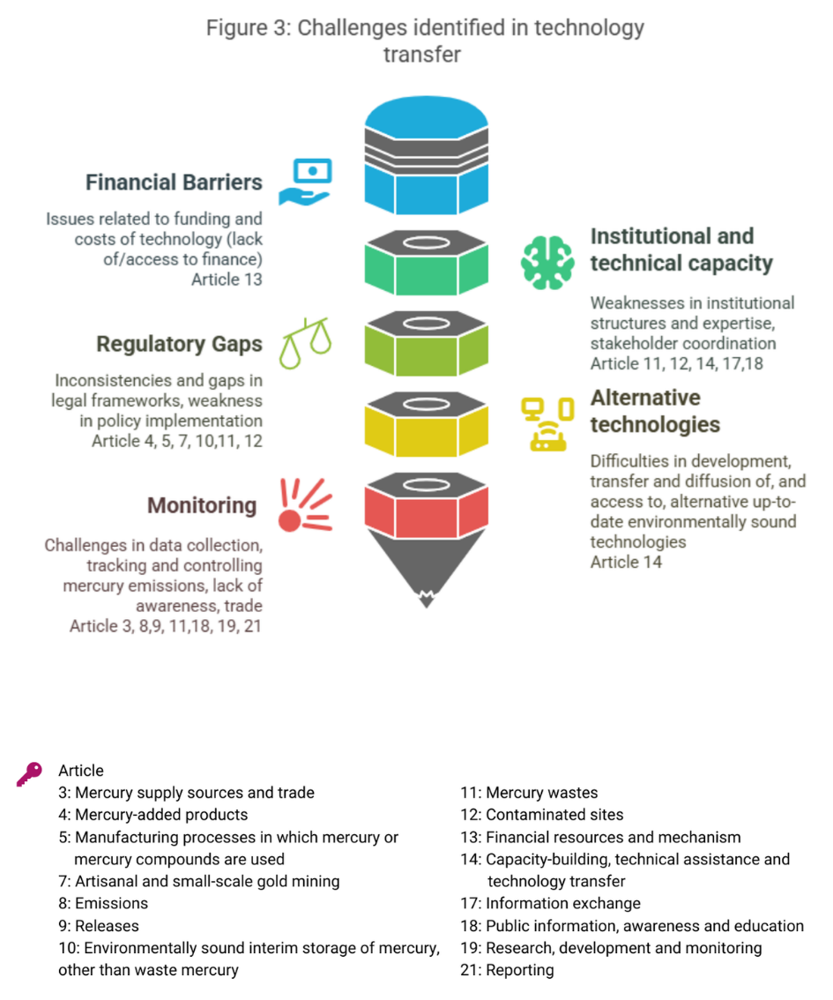 Figure 3: Challenges identified in technology
transfer
Financial Barriers
Issues related to funding and
costs of technology (lack
of/access to finance)
Article 13
Institutional and
technical capacity
Weaknesses in institutional
structures and expertise,
stakeholder coordination
Article 11, 12, 14, 17,18
Regulatory Gaps
Inconsistencies and gaps in
legal frameworks, weakness
in policy implementation
Article 4, 5, 7, 10,11, 12
Alternative
technologies
Difficulties in development,
transfer and diffusion of, and
access to, alternative up-to-
date environmentally sound
technologies
Article 14
Monitoring
Challenges in data collection,
tracking and controlling
mercury emissions, lack of
awareness, trade
Article 3, 8,9, 11,18, 19, 21
Article
3: Mercury supply sources and trade
4: Mercury-added products
5: Manufacturing processes in which mercury or
mercury compounds are used
7: Artisanal and small-scale gold mining
8: Emissions
9: Releases
10: Environmentally sound interim storage of mercury,
other than waste mercury
11: Mercury wastes
12: Contaminated sites
13: Financial resources and mechanism
14: Capacity-building, technical assistance and
technology transfer
17: Information exchange
18: Public information, awareness and education
19: Research, development and monitoring
21: Reporting